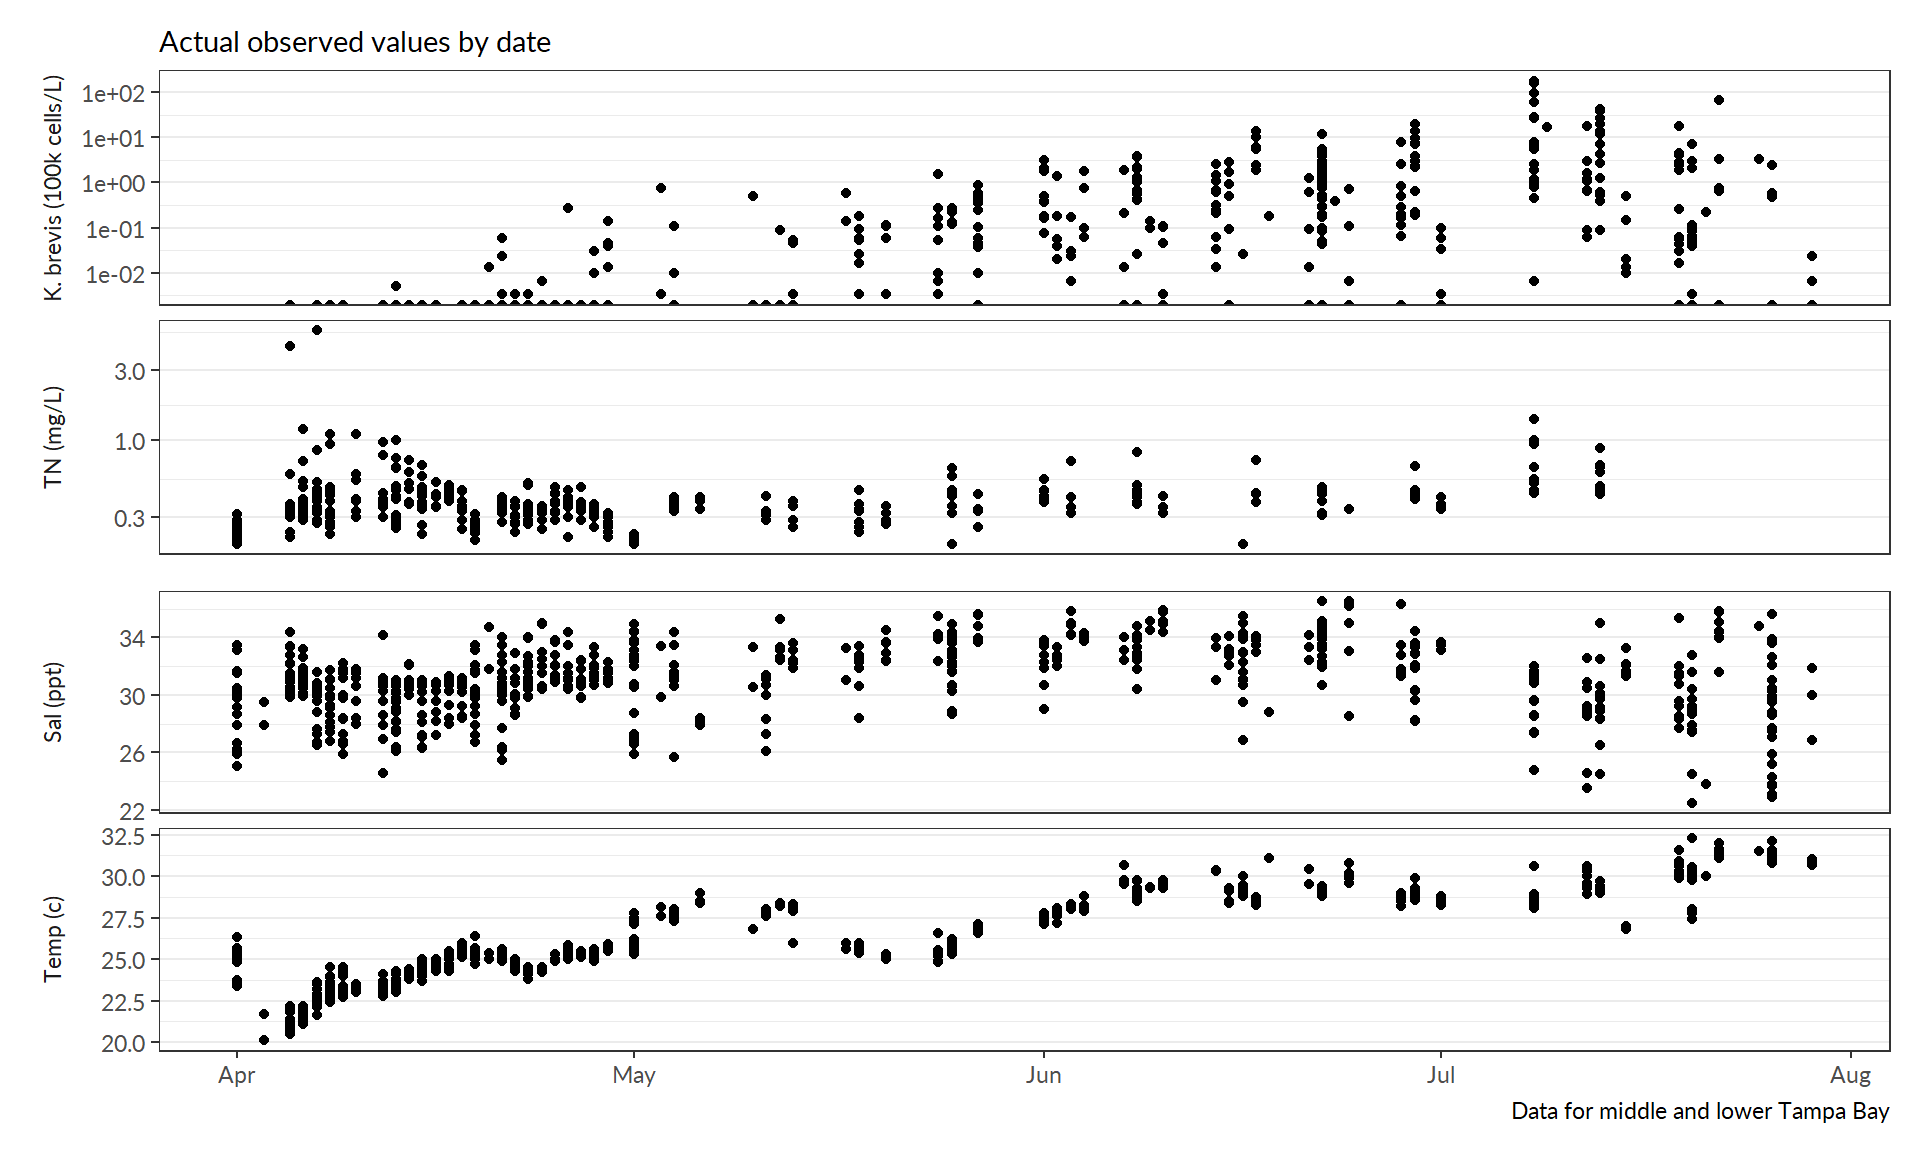 Actual observed values by date
K. brevis (100k cells/L)
1e+02
1e+01
1e+00
1e-01
1e-02
TN (mg/L)
3.0
1.0
0.3
Sal (ppt)
34
30
26
22
Temp (c)
32.5
30.0
27.5
25.0
22.5
20.0
Apr May Jun Jul Aug
Data for middle and lower Tampa Bay